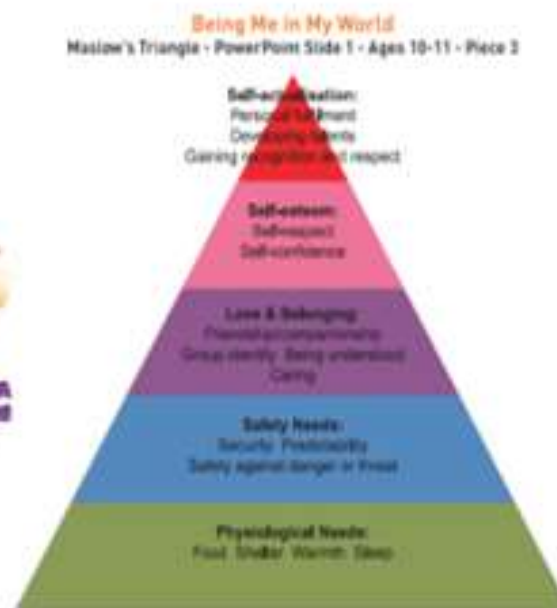 Being Me in My World
Maslow's Triangle - PowerPoint Slide 1 - Ages 10-11 - Piece 3
Self-actualisation:
Personal fulfilment
Developing talents
Gaining recognition and respect
Self-esteem:
Self-respect
Self-confidence
Love & Belonging:
Friendship/companionship
Group identity Being understood
Caring
Safety Needs:
Security Predictability
Safety against danger or threat
Physiological Needs:
Food Shelter Warmth Sleep